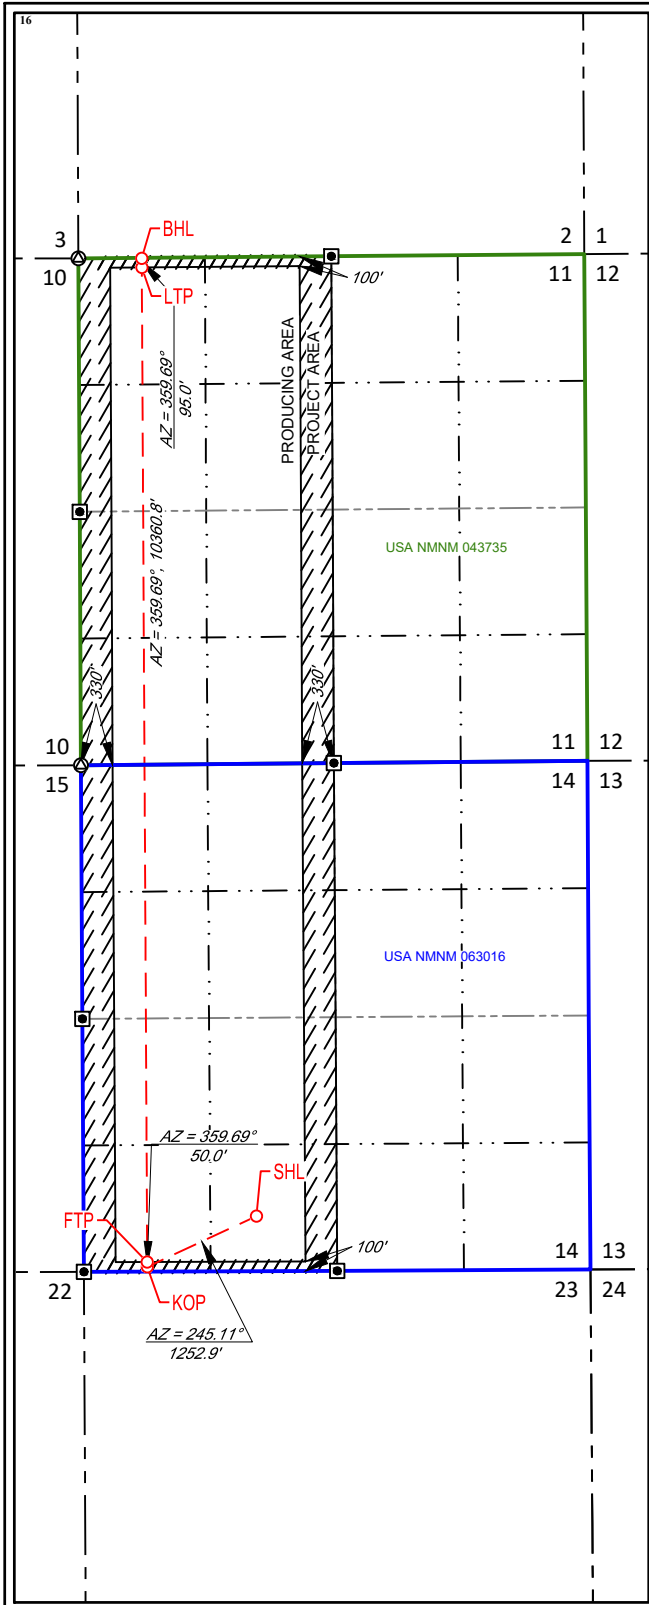 16
BHL
3
2
1
10
11
12
LTP
100'
AZ = 359.69°
95.0'
PRODUCING AREA
PROJECT AREA
AZ = 359.69°, 10360.8'
USA NMNM 043735
330'
330'
10
11
12
15
14
13
USA NMNM 063016
AZ = 359.69°
50.0'
SHL
FTP
100'
14
13
22
23
24
KOP
AZ = 245.11°
1252.9'